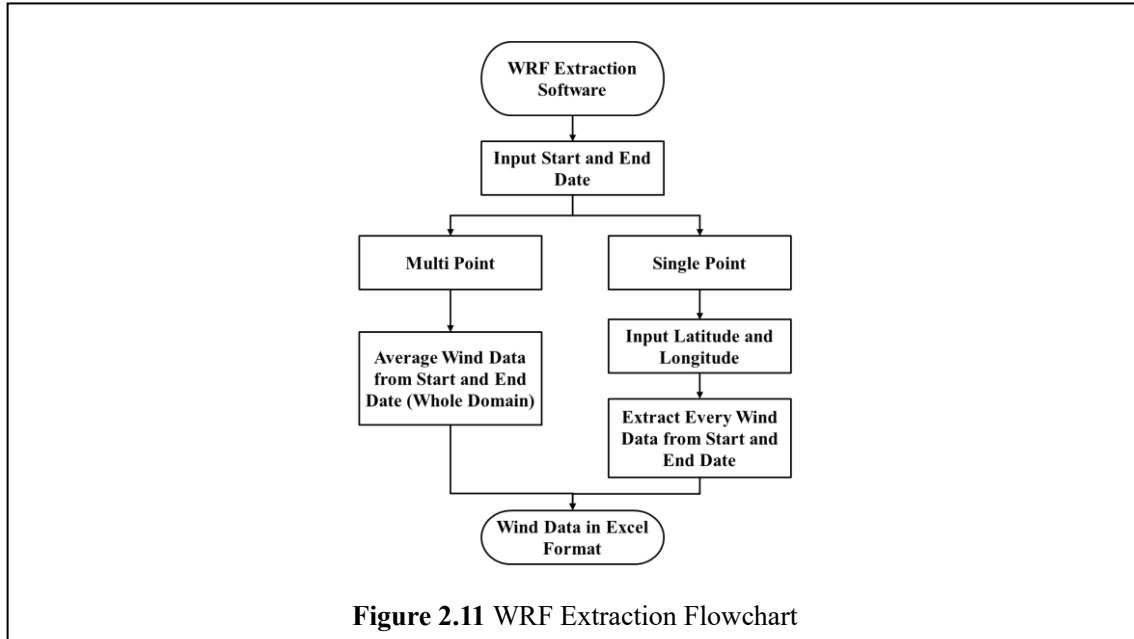 WRF Extraction
Software
Input Start and End
Date
Multi Point
Single Point
Average Wind Data
from Start and End
Date (Whole Domain)
Input Latitude and
Longitude
Extract Every Wind
Data from Start and
End Date
Wind Data in Excel
Format
Figure 2.11 WRF Extraction Flowchart